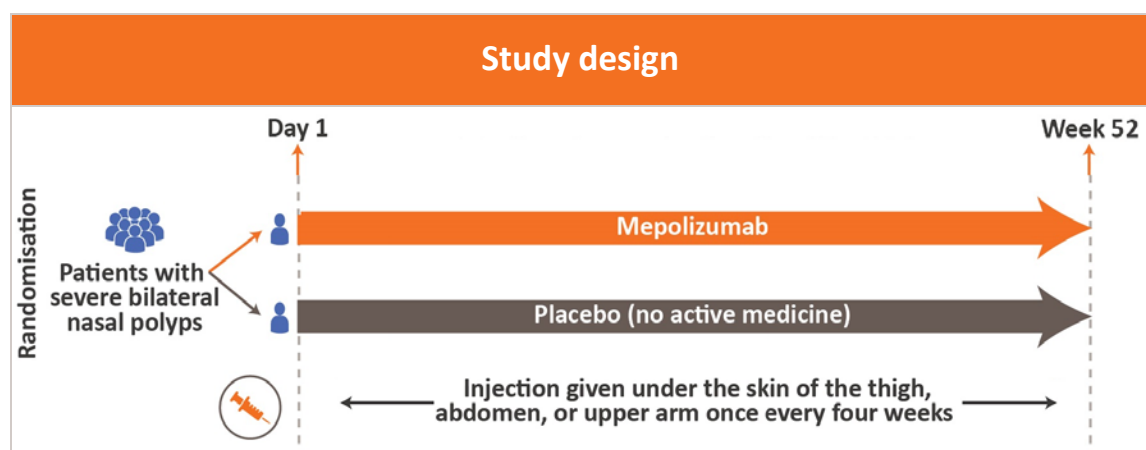 Study design
Day 1
Week 52
Randomisation
Patients with
severe bilateral
nasal polyps
Mepolizumab
Placebo (no active medicine)
Injection given under the skin of the thigh,
abdomen, or upper arm once every four weeks